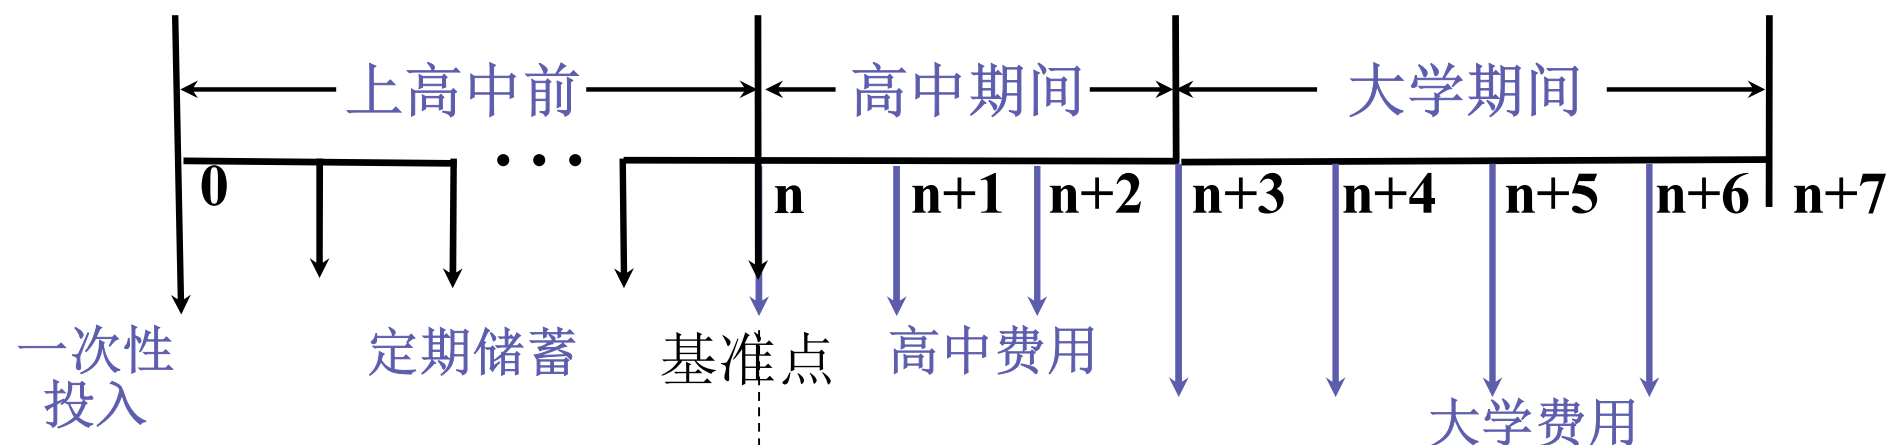 上高中前 高中期间 大学期间
...
0 n n+1 n+2 n+3 n+4 n+5 n+6 n+7
一次性
投入
定期储蓄
基准点
高中费用
大学费用